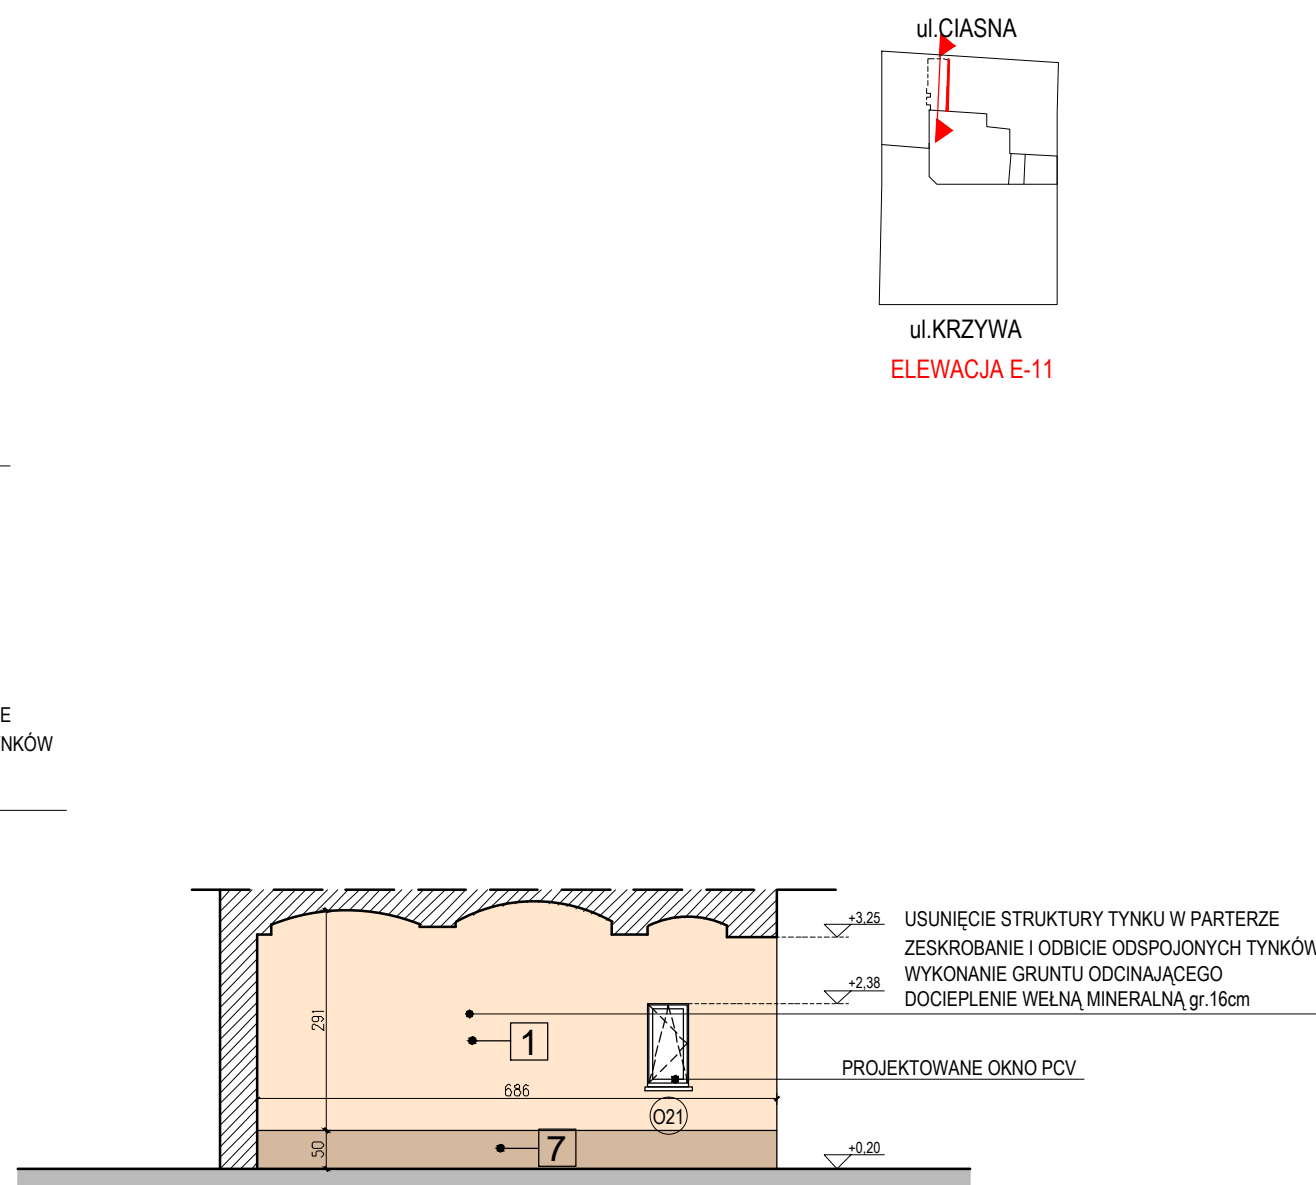 ul.CIASNA
ul.KRZYWA
ELEWACJA E-11
E
YNKÓW
+3,25
USUNIĘCIE STRUKTURY TYNKU W PARTERZE
ZESKROBANIE I ODBICIE ODSPOJONYCH TYNKÓW
WYKONANIE GRUNTU ODCINAJĄCEGO
+2,38
DOCIEPLENIE WEŁNĄ MINERALNĄ gr.16cm
291
1
PROJEKTOWANE OKNO PCV
686
O21
50
7
+0,20